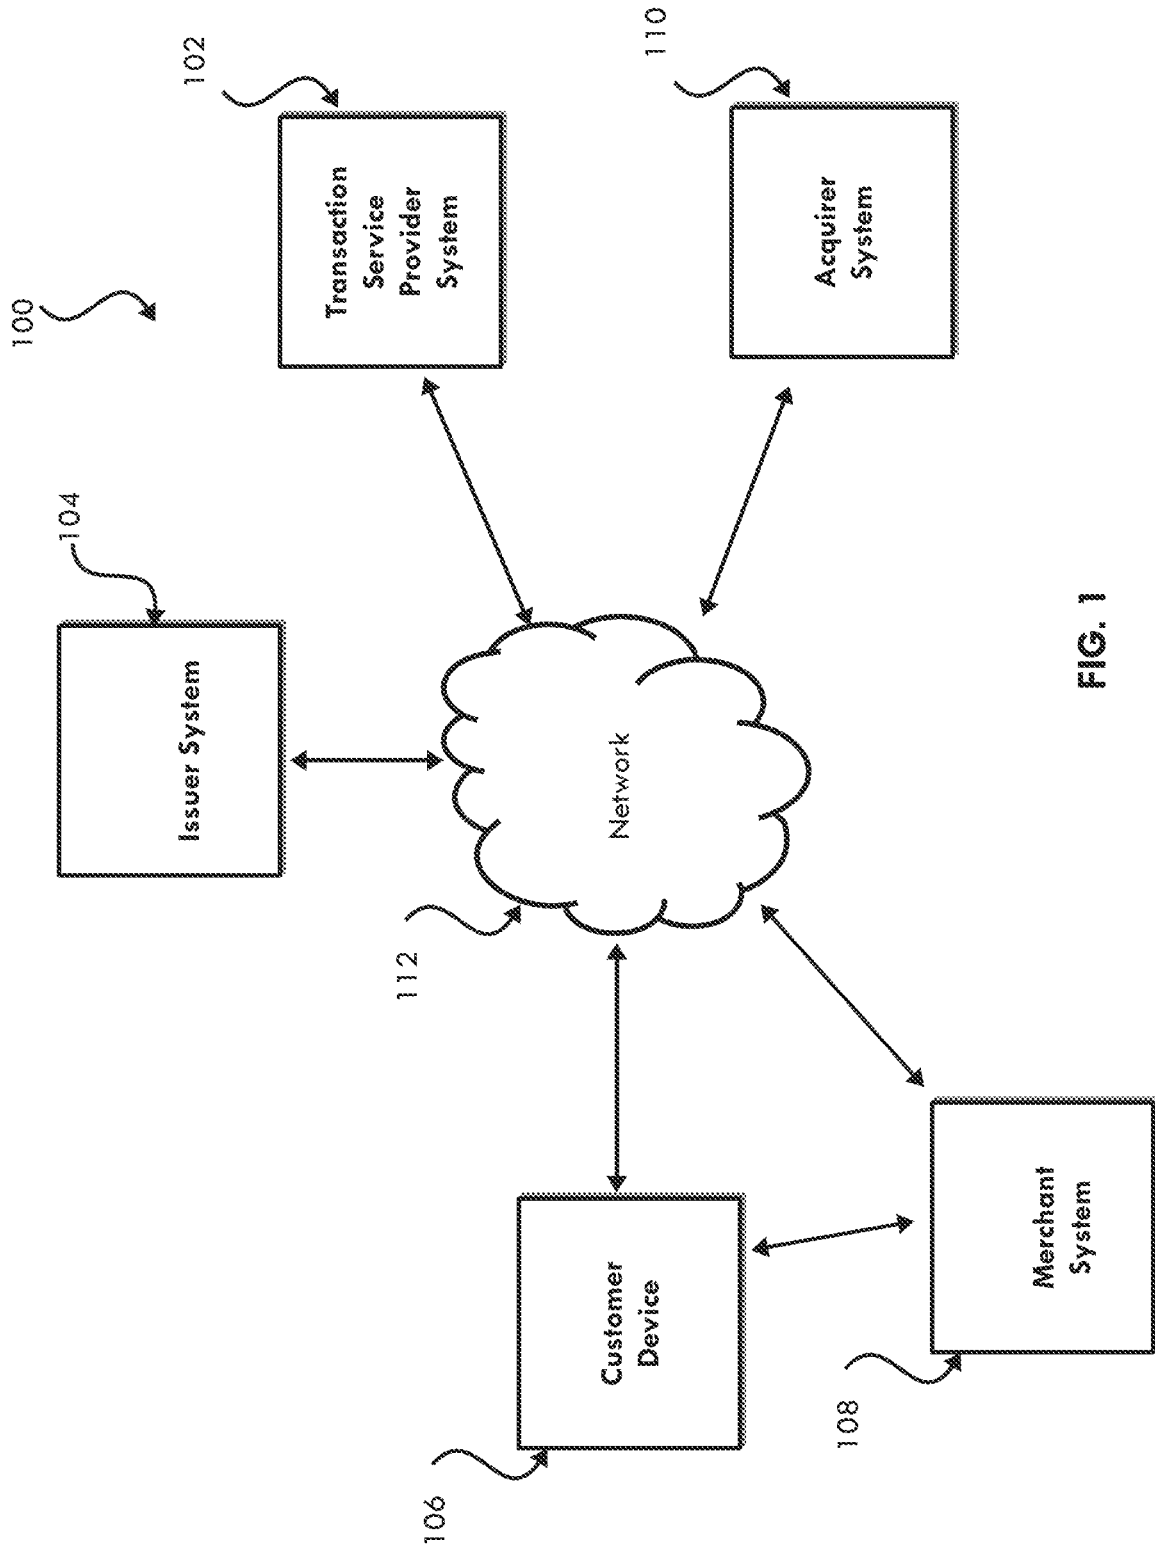 100
104
Issuer System
102
Transaction
Service
Provider
System
112
Network
106
Customer
Device
110
Acquirer
System
108
Merchant
System
FIG. 1